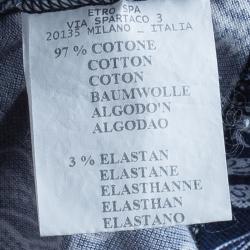 ETRO SPA
VIA SPARTACO 3
20135 MILANO _ ITALIA
97 % COTONE
COTTON
COTON
BAUMWOLLE
ALGODO'N
ALGODAO
3 % ELASTAN
ELASTANE
ELASTHANNE
ELASTHAN
ELASTANO